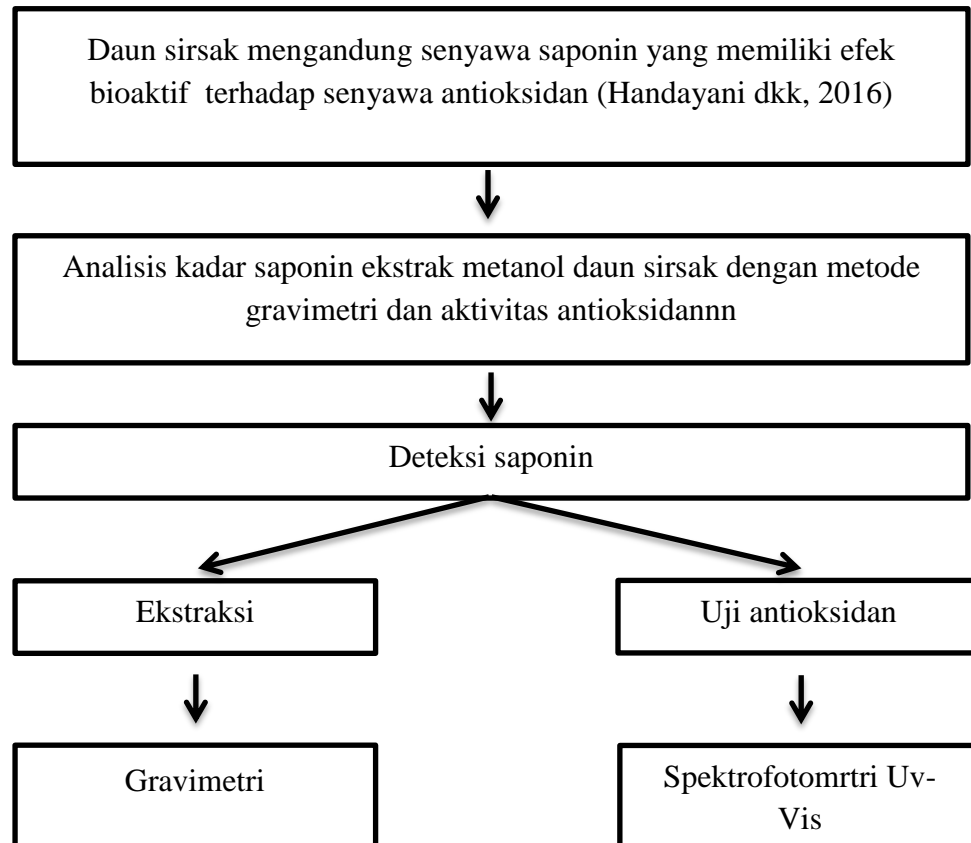 Daun sirsak mengandung senyawa saponin yang memiliki efek
bioaktif terhadap senyawa antioksidan (Handayani dkk, 2016)
Analisis kadar saponin ekstrak metanol daun sirsak dengan metode
gravimetri dan aktivitas antioksidannn
Deteksi saponin
Ekstraksi
Uji antioksidan
Gravimetri
Spektrofotomrtri Uv-
Vis